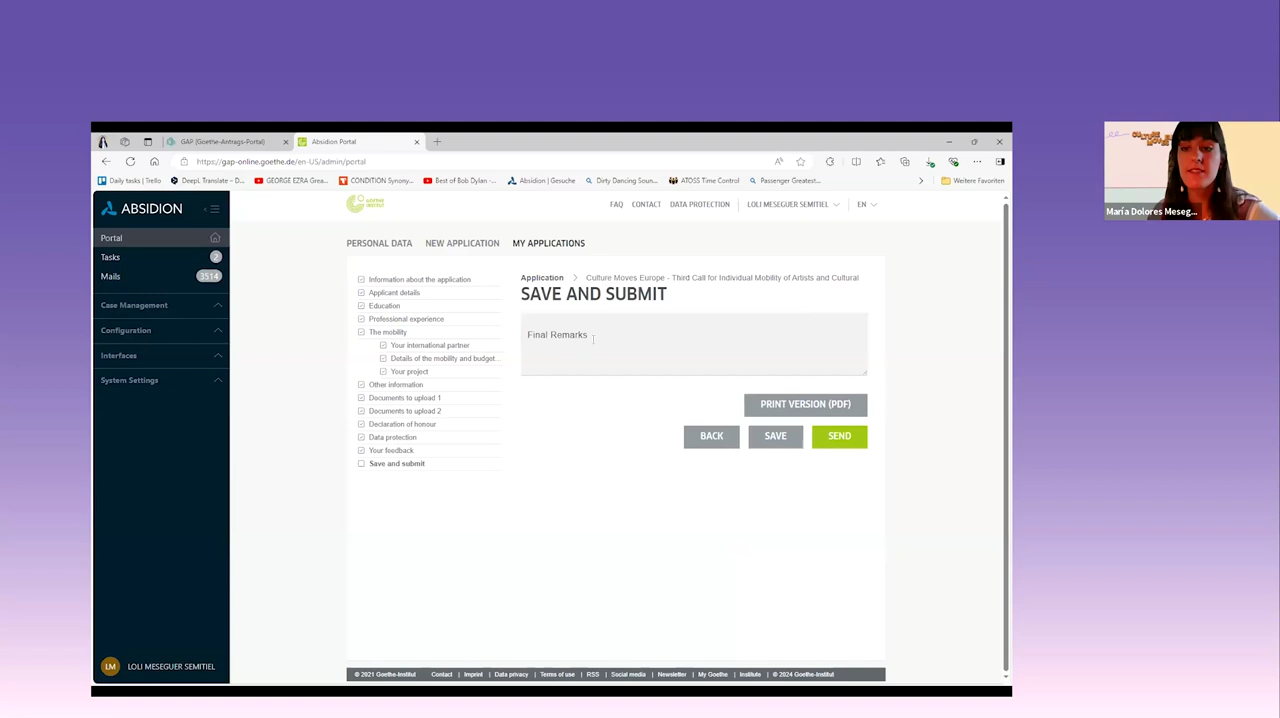 GAP (Goethe-Antrags-Portal)
Absidion Portal
https://gap-online.goethe.de/en-US/admin/portal
Daily tasks | Trello
DeepL Translate – D...
GEORGE EZRA Grea...
CONDITION Synony...
Best of Bob Dylan -...
Absidion | Gesuche
Dirty Dancing Soun...
ATOSS Time Control
Passenger Greatest...
Weitere Favoriten
ABSIDION
Portal
Tasks
2
Mails
3514
Case Management
Configuration
Interfaces
System Settings
LM
LOLI MESEGUER SEMITIEL
GOETHE
INSTITUT
FAQ
CONTACT
DATA PROTECTION
LOLI MESEGUER SEMITIEL
EN
PERSONAL DATA
NEW APPLICATION
MY APPLICATIONS
Information about the application
Applicant details
Education
Professional experience
The mobility
Your international partner
Details of the mobility and budget...
Your project
Other information
Documents to upload 1
Documents to upload 2
Declaration of honour
Data protection
Your feedback
Save and submit
Application
Culture Moves Europe - Third Call for Individual Mobility of Artists and Cultural
SAVE AND SUBMIT
Final Remarks
PRINT VERSION (PDF)
BACK
SAVE
SEND
© 2021 Goethe-Institut
Contact
Imprint
Data privacy
Terms of use
RSS
Social media
Newsletter
My Goethe
Institute
© 2024 Goethe-Institut
CULTURE
MOVES
María Dolores Meseg...